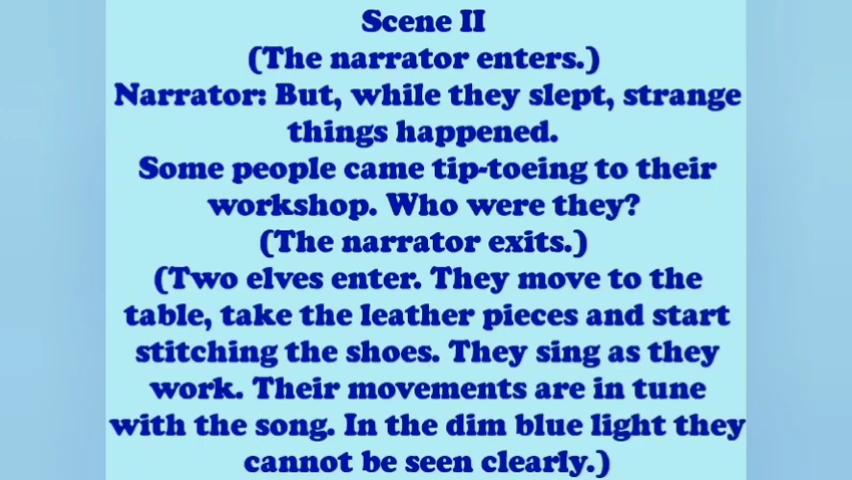 Scene II
(The narrator enters.)
Narrator: But, while they slept, strange
things happened.
Some people came tip-toeing to their
workshop. Who were they?
(The narrator exits.)
(Two elves enter. They move to the
table, take the leather pieces and start
stitching the shoes. They sing as they
work. Their movements are in tune
with the song. In the dim blue light they
cannot be seen clearly.)